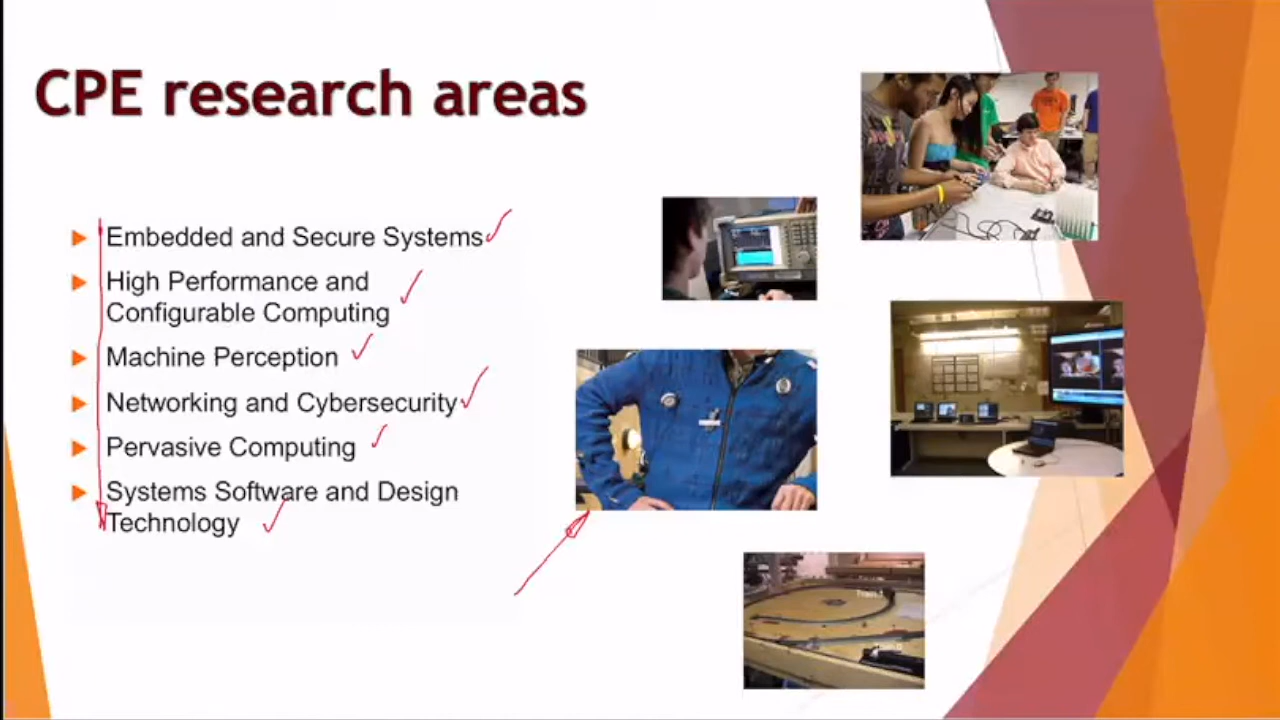 CPE research areas
Embedded and Secure Systems
High Performance and
Configurable Computing
Machine Perception
Networking and Cybersecurity
Pervasive Computing
Systems Software and Design
Technology